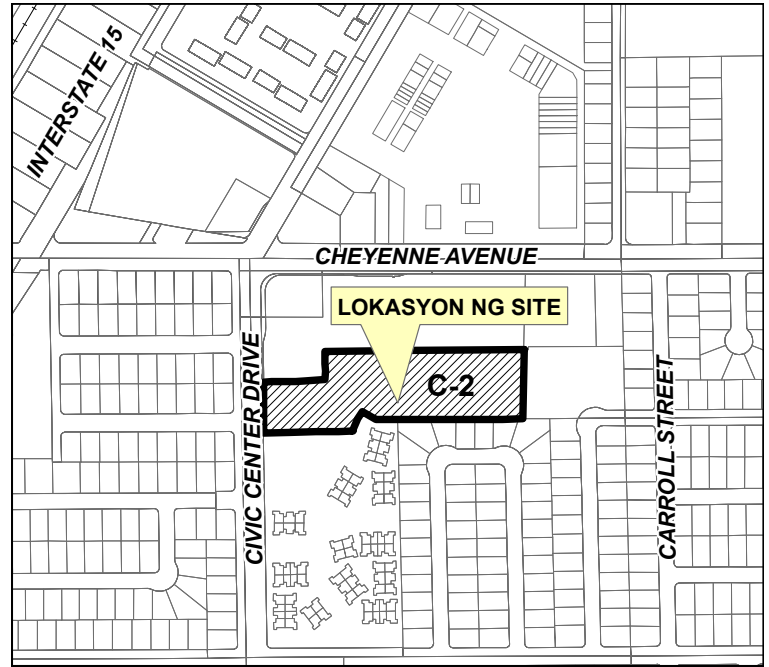 INTERSTATE 15
CHEYENNE AVENUE
LOKASYON NG SITE
C-2
CIVIC CENTER DRIVE
CARROLL STREET